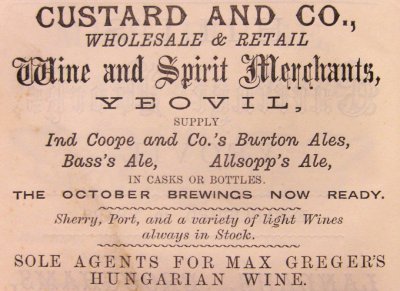 CUSTARD AND CO.,
WHOLESALE & RETAIL
Wine and Spirit Merchants,
YEOVIL,
SUPPLY
Ind Coope and Co.'s Burton Ales,
Bass's Ale, Allsopp's Ale,
IN CASKS OR BOTTLES.
THE OCTOBER BREWINGS NOW READY.
Sherry, Port, and a variety of light Wines
always in Stock.
SOLE AGENTS FOR MAX GREGER'S
HUNGARIAN WINE.